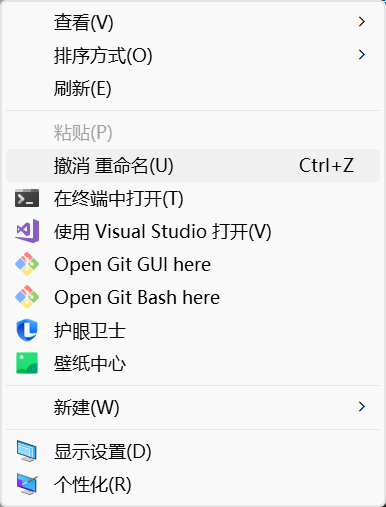 查看(V)
排序方式(O)
刷新(E)
粘贴(P)
撤消 重命名(U) Ctrl+Z
在终端中打开(T)
使用 Visual Studio 打开(V)
Open Git GUI here
Open Git Bash here
护眼卫士
壁纸中心
新建(W)
显示设置(D)
个性化(R)